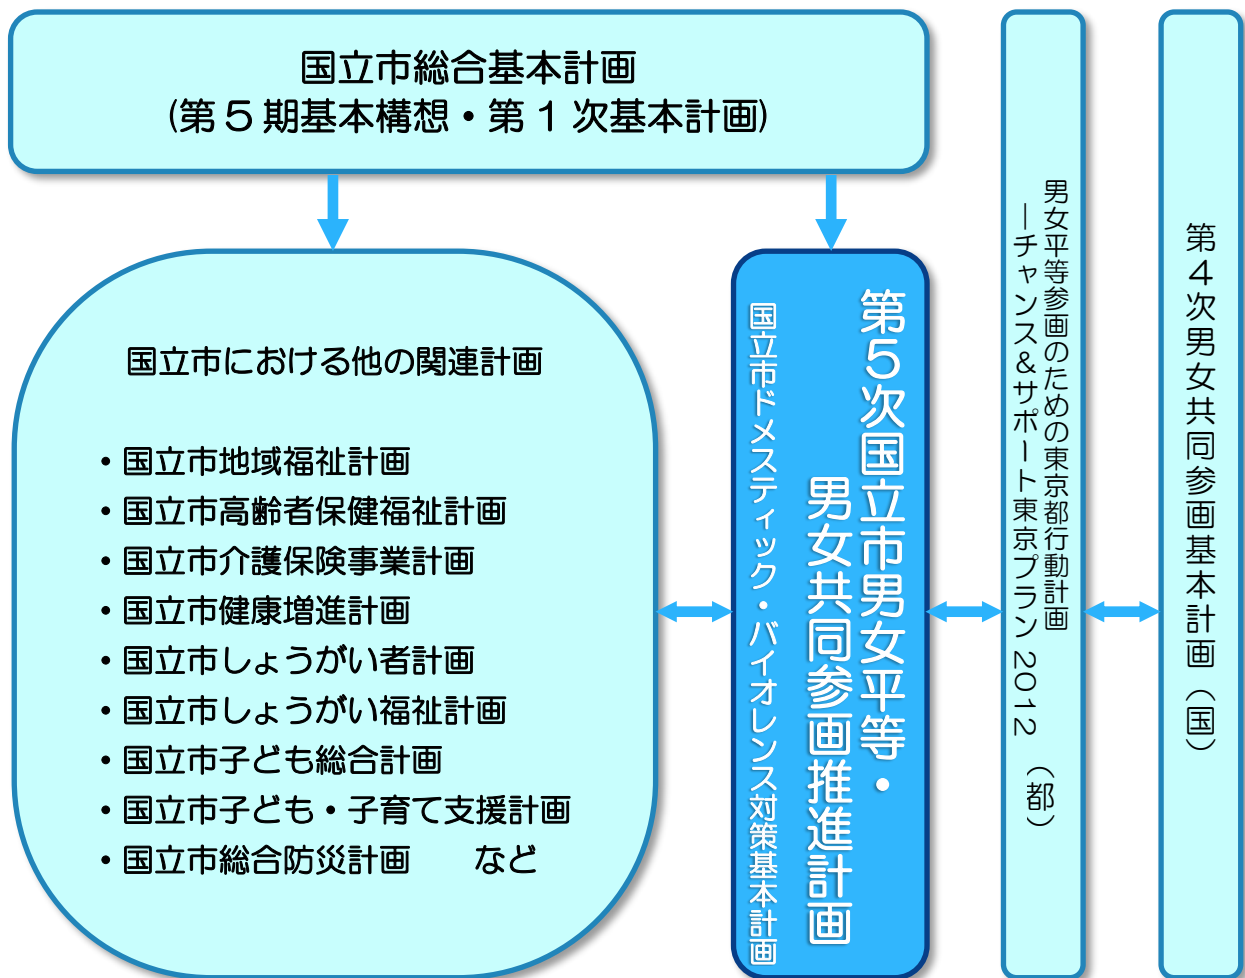 国立市総合基本計画
(第５期基本構想・第１次基本計画)
国立市における他の関連計画
・国立市地域福祉計画
・国立市高齢者保健福祉計画
・国立市介護保険事業計画
・国立市健康増進計画
・国立市しょうがい者計画
・国立市しょうがい福祉計画
・国立市子ども総合計画
・国立市子ども・子育て支援計画
・国立市総合防災計画　　など
第５次国立市男女平等・
男女共同参画推進計画
国立市ドメスティック・バイオレンス対策基本計画
男女平等参画のための東京都行動計画
―チャンス＆サポート東京プラン 2012　（都）
第４次男女共同参画基本計画（国）